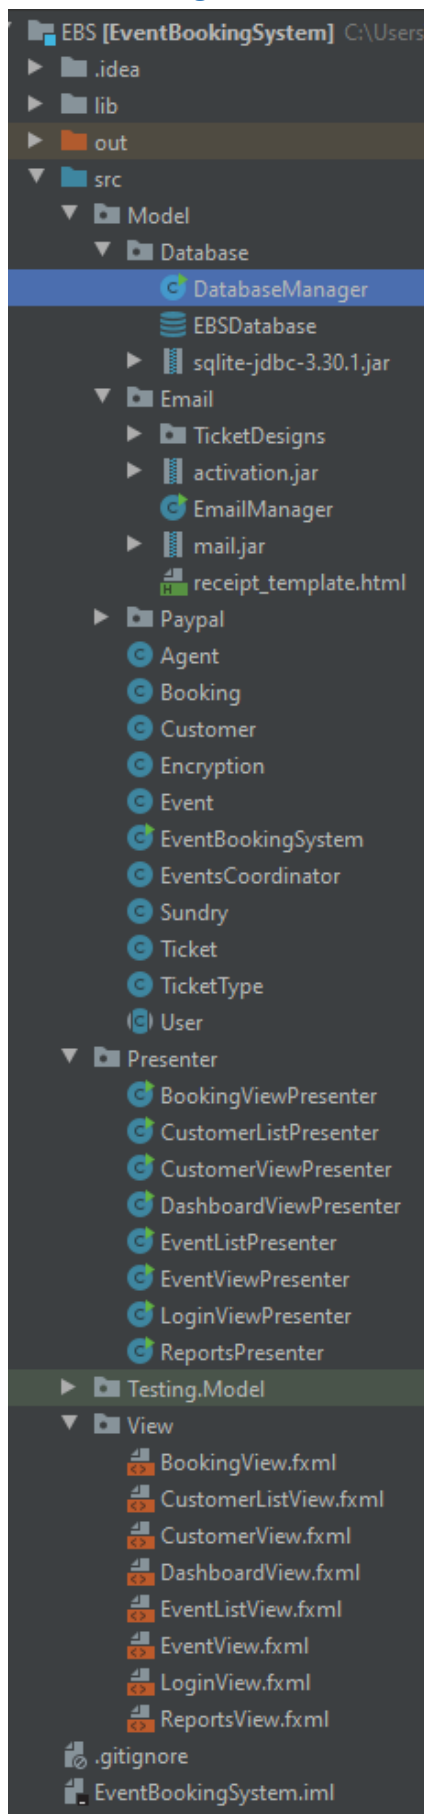 EBS [EventBookingSystem] C:\Users
.idea
lib
out
src
Model
Database
DatabaseManager
EBSDatabase
sqlite-jdbc-3.30.1.jar
Email
TicketDesigns
activation.jar
EmailManager
mail.jar
receipt_template.html
Paypal
Agent
Booking
Customer
Encryption
Event
EventBookingSystem
EventsCoordinator
Sundry
Ticket
TicketType
User
Presenter
BookingViewPresenter
CustomerListPresenter
CustomerViewPresenter
DashboardViewPresenter
EventListPresenter
EventViewPresenter
LoginViewPresenter
ReportsPresenter
Testing.Model
View
BookingView.fxml
CustomerListView.fxml
CustomerView.fxml
DashboardView.fxml
EventListView.fxml
EventView.fxml
LoginView.fxml
ReportsView.fxml
.gitignore
EventBookingSystem.iml